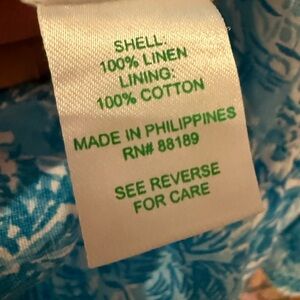 SHELL:
100% LINEN
LINING:
100% COTTON
MADE IN PHILIPPINES
RN# 88189
SEE REVERSE
FOR CARE